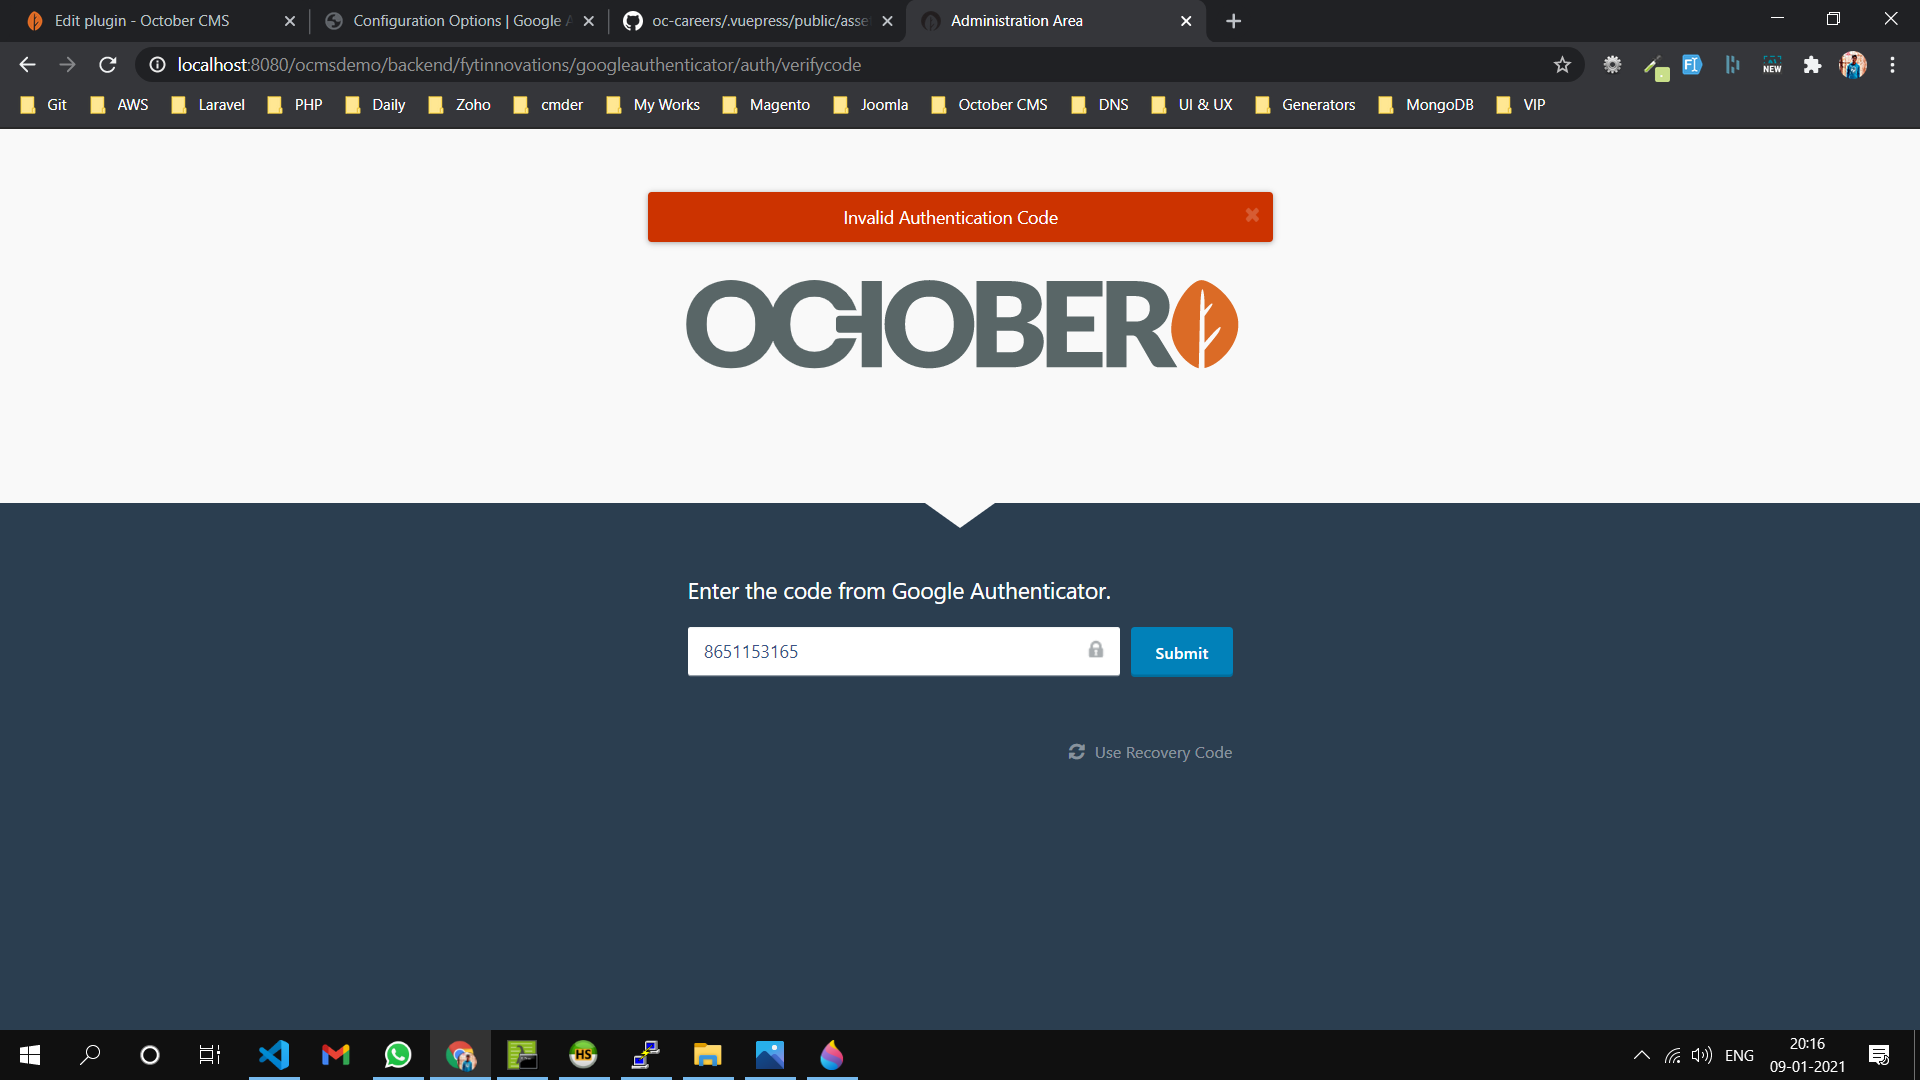 Edit plugin - October CMS
Configuration Options | Google A
oc-careers/.vuepress/public/asse
Administration Area
localhost:8080/ocmsdemo/backend/fytinnovations/googleauthenticator/auth/verifycode
FI
NEW
Git
AWS
Laravel
PHP
Daily
Zoho
cmder
My Works
Magento
Joomla
October CMS
DNS
UI & UX
Generators
MongoDB
VIP
Invalid Authentication Code
OCTOBER
Enter the code from Google Authenticator.
8651153165
Submit
Use Recovery Code
HS
ENG
20:16
09-01-2021